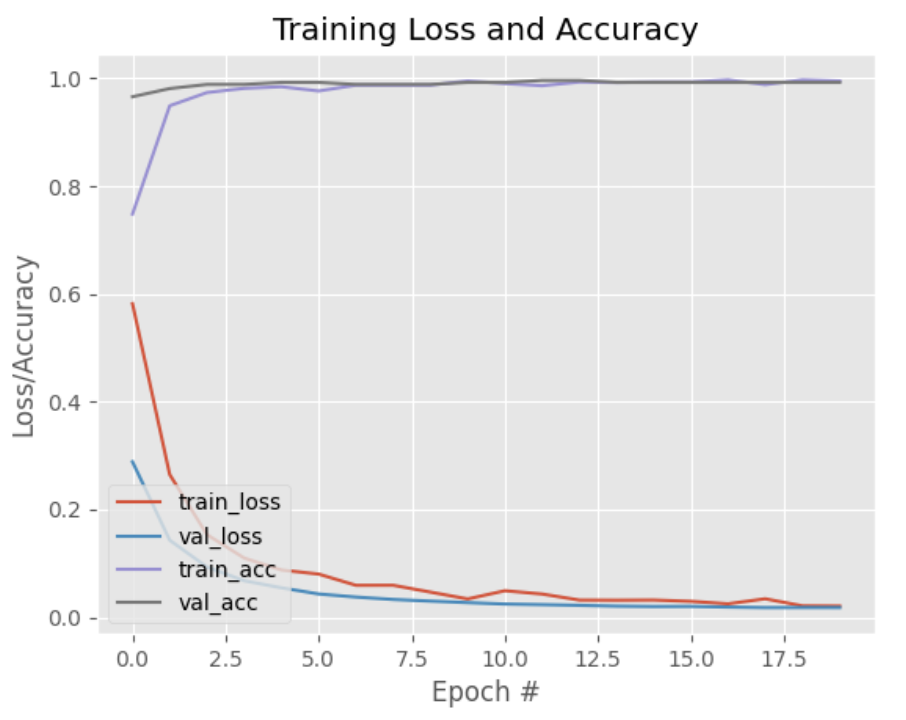 Training Loss and Accuracy
1.0
0.8
0.6
0.4
0.2
0.0
Loss/Accuracy
train_loss
val_loss
train_acc
val_acc
0.0 2.5 5.0 7.5 10.0 12.5 15.0 17.5
Epoch #